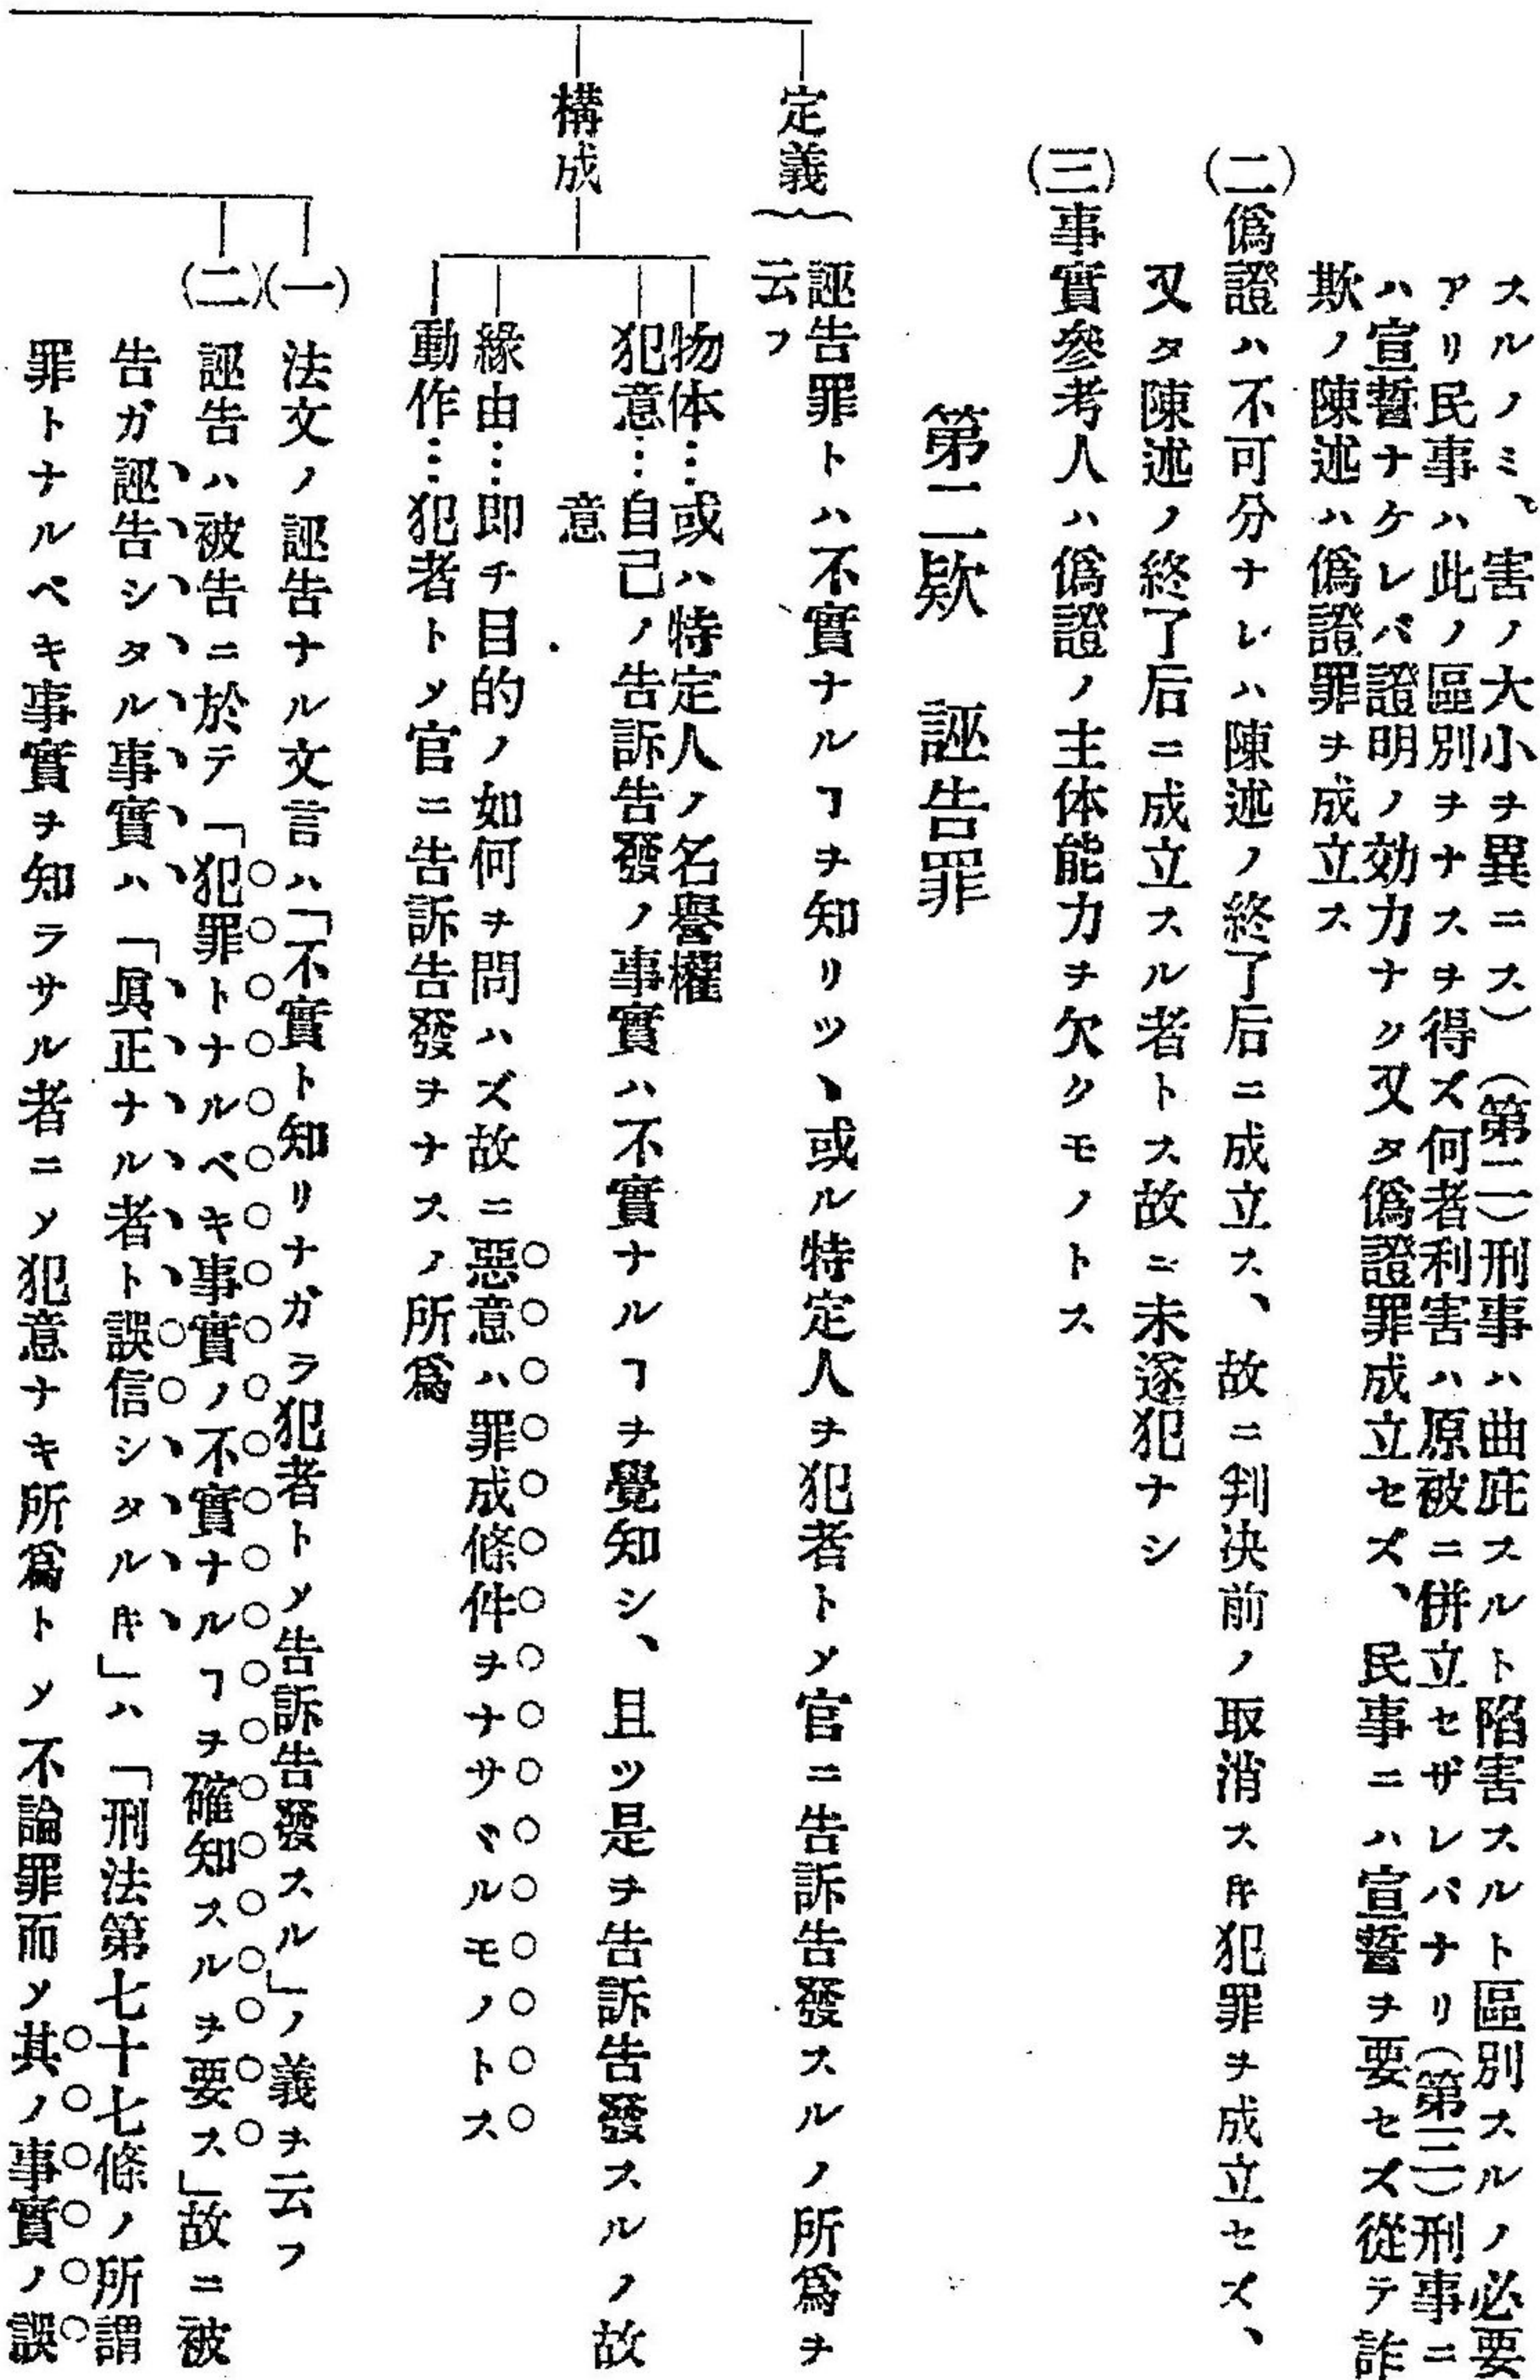 スルノミ、害ノ大小ヲ異ニス)(第二)刑事ハ曲庇スルト陷害スルト區別スルノ必要
アリ民事ハ此ノ區別ヲナスヲ得ズ何者利害ハ原被ニ併立セザレバナリ(第三)刑事ニ
ハ宣誓ナケレバ證明ノ効力ナク又タ僞證罪成立セズ、民事ニハ宣誓ヲ要セズ從テ詐
欺ノ陳述ハ僞證罪ヲ成立ス
(二)僞證ハ不可分ナレハ陳述ノ終了后ニ成立ス、故ニ判决前ノ取消スㇰキ犯罪ヲ成立セズ、
又タ陳述ノ終了后ニ成立スル者トス故ニ未遂犯ナシ
(三)事實參考人ハ僞證ノ主体能力ヲ欠クモノトス
第二欵 誣告罪
定義
誣告罪トハ不實ナルヿヲ知リツヽ或ル特定人ヲ犯者トメ官ニ告訴告發スルノ所爲ヲ
云フ
構成
物体…或ハ特定人ノ名譽權
犯意…自己ノ告訴告發ノ事實ハ不實ナルヿヲ覺知シ、且ツ是ヲ告訴告發スルノ故
意
緣由…即チ目的ノ如何ヲ問ハズ故ニ惡意ハ罪成條件ヲナサヾルモノトス
動作…犯者トメ官ニ告訴告發ヲナスノ所爲
(一)法文ノ誣告ナル文言ハ「不實ト知リナガラ犯者トメ告訴告發スル」ノ義ヲ云フ
(二)誣告ハ被告ニ於テ「犯罪トナルベキ事實ノ不實ナルヿヲ確知スルヲ要ス」故ニ被
告ガ誣告シタル事實ハ「眞正ナル者ト誤信シタル𪜈」ハ「刑法第七十七條ノ所謂
罪トナルベキ事實ヲ知ラサル者ニメ犯意ナキ所爲トメ不論罪而メ其ノ事實ノ誤